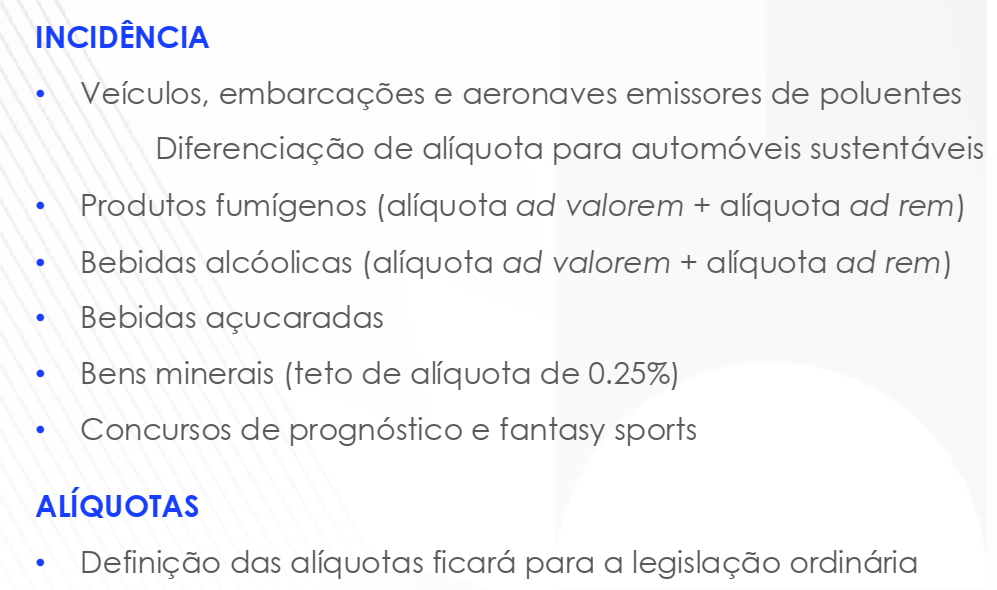 INCIDÊNCIA
• Veículos, embarcações e aeronaves emissores de poluentes
Diferenciação de alíquota para automóveis sustentáveis
• Produtos fumígenos (alíquota ad valorem + alíquota ad rem)
• Bebidas alcóolicas (alíquota ad valorem + alíquota ad rem)
• Bebidas açucaradas
• Bens minerais (teto de alíquota de 0.25%)
• Concursos de prognóstico e fantasy sports
ALÍQUOTAS
• Definição das alíquotas ficará para a legislação ordinária